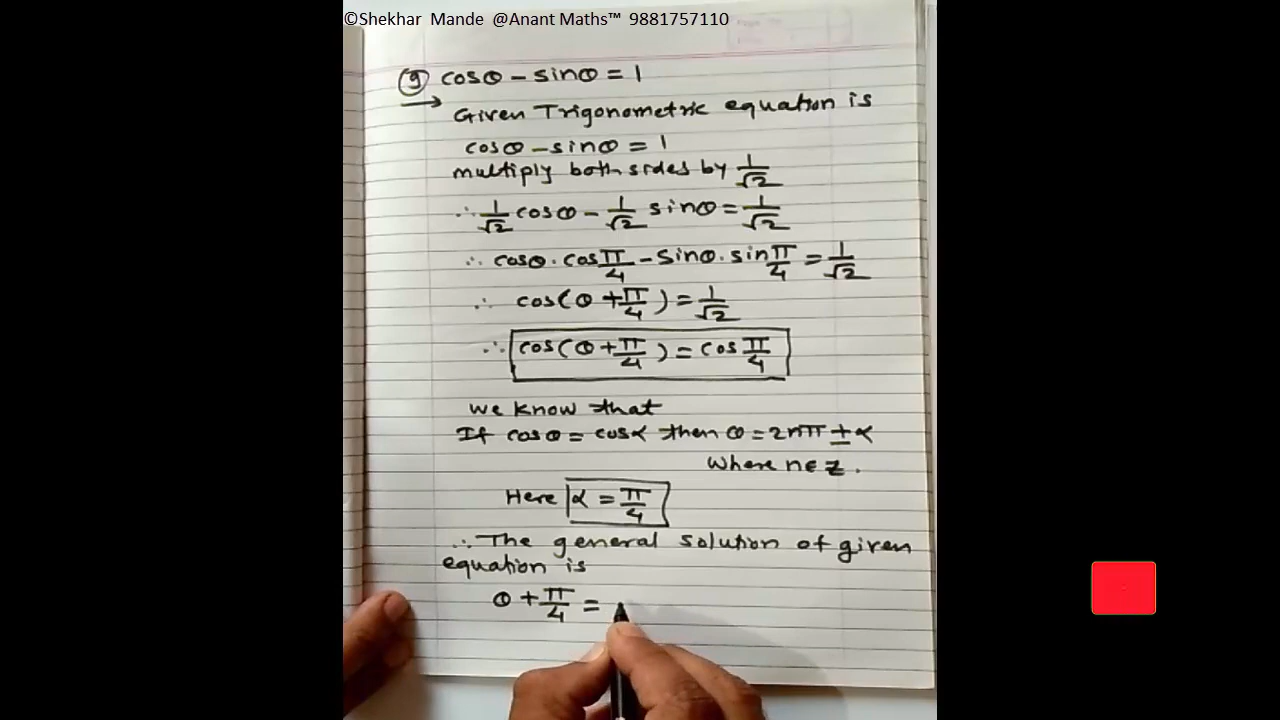 ©Shekhar Mande @Anant Maths™ 9881757110
⑨ cosθ - sinθ = 1
→ Given Trigonometric equation is
cosθ - sinθ = 1
multiply both sides by 1/√2
∴ 1/√2 cosθ - 1/√2 sinθ = 1/√2
∴ cosθ · cos π/4 - sinθ · sin π/4 = 1/√2
∴ cos(θ + π/4) = 1/√2
∴ cos(θ + π/4) = cos π/4
we know that
If cosθ = cosα then θ = 2nπ ± α
where n∈z.
Here α = π/4
∴ The general solution of given
equation is
θ + π/4 =